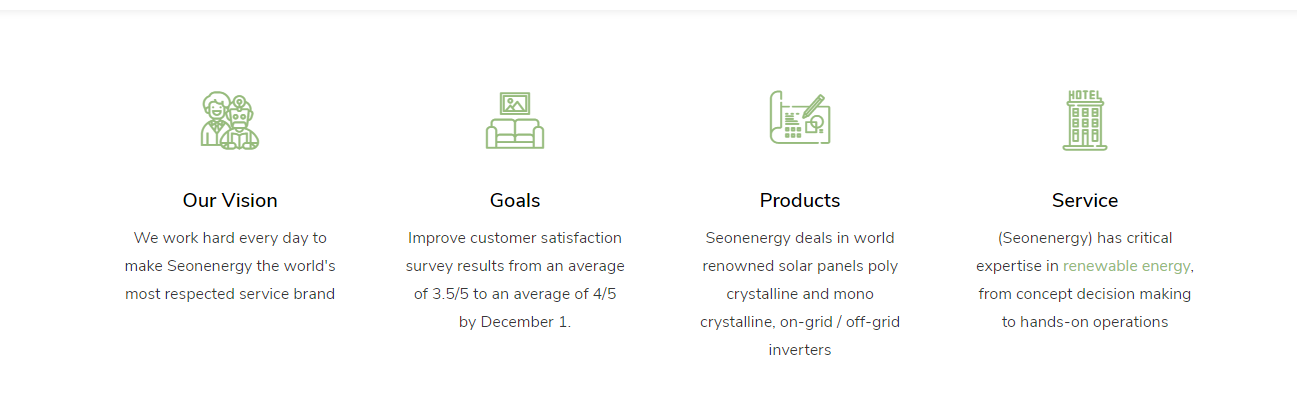 HOTEL
Our Vision
We work hard every day to
make Seonenergy the world's
most respected service brand
Goals
Improve customer satisfaction
survey results from an average
of 3.5/5 to an average of 4/5
by December 1.
Products
Seonenergy deals in world
renowned solar panels poly
crystalline and mono
crystalline, on-grid / off-grid
inverters
Service
(Seonenergy) has critical
expertise in renewable energy,
from concept decision making
to hands-on operations